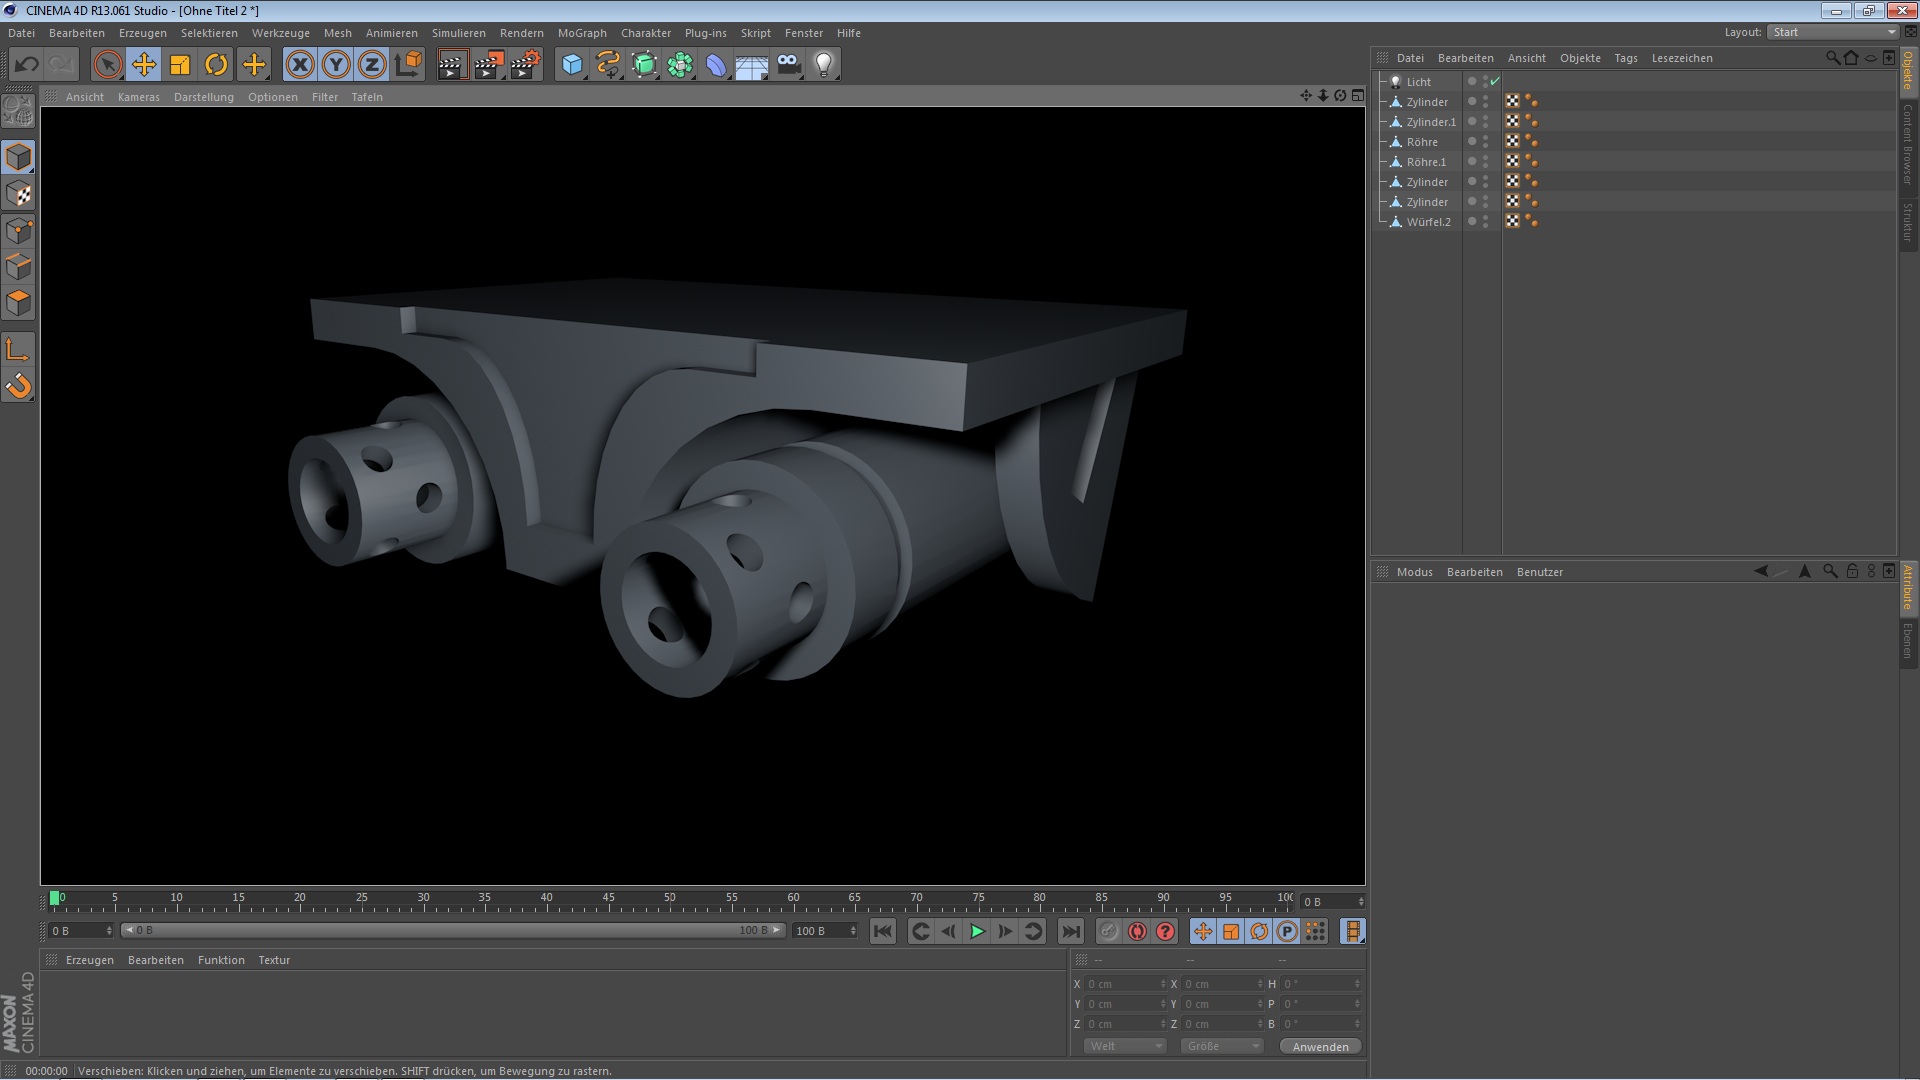 CINEMA 4D R13.061 Studio - [Ohne Titel 2 *]
Datei Bearbeiten Erzeugen Selektieren Werkzeuge Mesh Animieren Simulieren Rendern MoGraph Charakter Plug-ins Skript Fenster Hilfe
Layout: Start
X Y Z
Ansicht Kameras Darstellung Optionen Filter Tafeln
Datei Bearbeiten Ansicht Objekte Tags Lesezeichen
Licht
Zylinder
Zylinder.1
Röhre
Röhre.1
Zylinder
Zylinder
Würfel.2
Objekte
Content Browser
Struktur
Modus Bearbeiten Benutzer
Attribute
Ebenen
0 5 10 15 20 25 30 35 40 45 50 55 60 65 70 75 80 85 90 95 100
0 B
0 B 0 B 100 B 100 B
P
Erzeugen Bearbeiten Funktion Textur
-- -- --
X 0 cm X 0 cm H 0 °
Y 0 cm Y 0 cm P 0 °
Z 0 cm Z 0 cm B 0 °
Welt Größe Anwenden
MAXON
CINEMA 4D
00:00:00 Verschieben: Klicken und ziehen, um Elemente zu verschieben. SHIFT drücken, um Bewegung zu rastern.